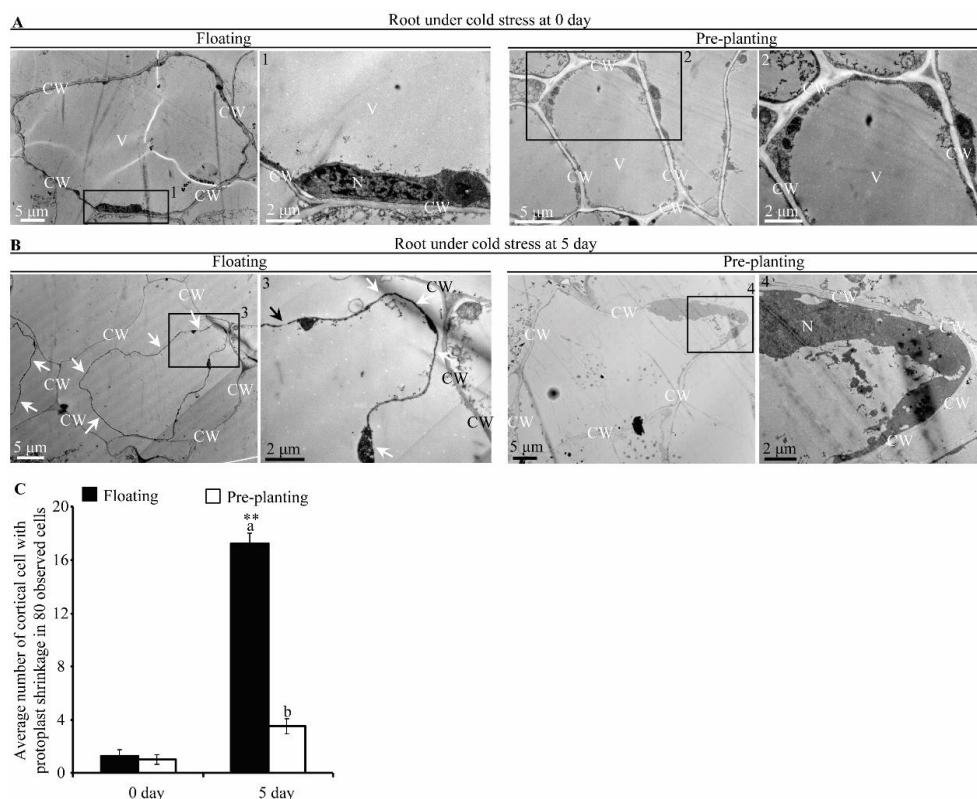 A
Root under cold stress at 0 day
Floating
Pre-planting
CW
CW
V
CW
CW
1
5 μm
1
V
N
CW
CW
2 μm
CW
2
V
CW
CW
CW
5 μm
2
CW
V
CW
CW
2 μm
B
Root under cold stress at 5 day
Floating
Pre-planting
CW
3
CW
CW
CW
CW
CW
5 μm
3
CW
CW
CW
2 μm
CW
CW
4
CW
CW
CW
5 μm
4
CW
N
CW
CW
2 μm
C
Floating
Pre-planting
Average number of cortical cell with
protoplast shrinkage in 80 observed cells
20
16
12
8
4
0
**
a
b
0 day
5 day